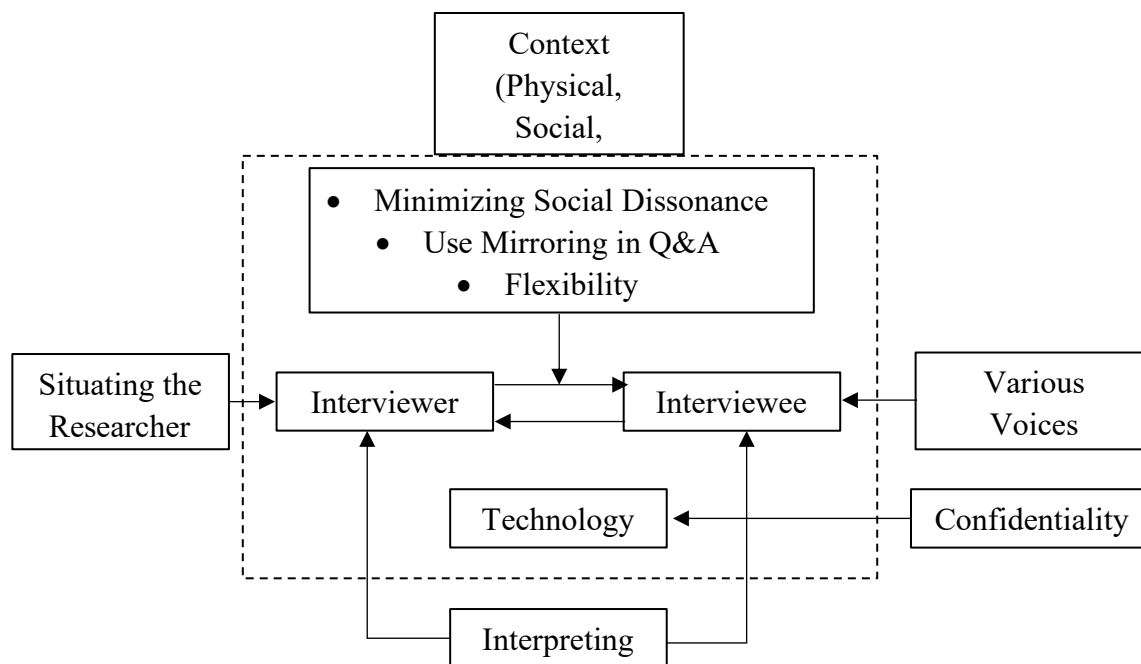 Context
(Physical,
Social,
• Minimizing Social Dissonance
• Use Mirroring in Q&A
• Flexibility
Situating the
Researcher
Interviewer
Interviewee
Various
Voices
Technology
Confidentiality
Interpreting